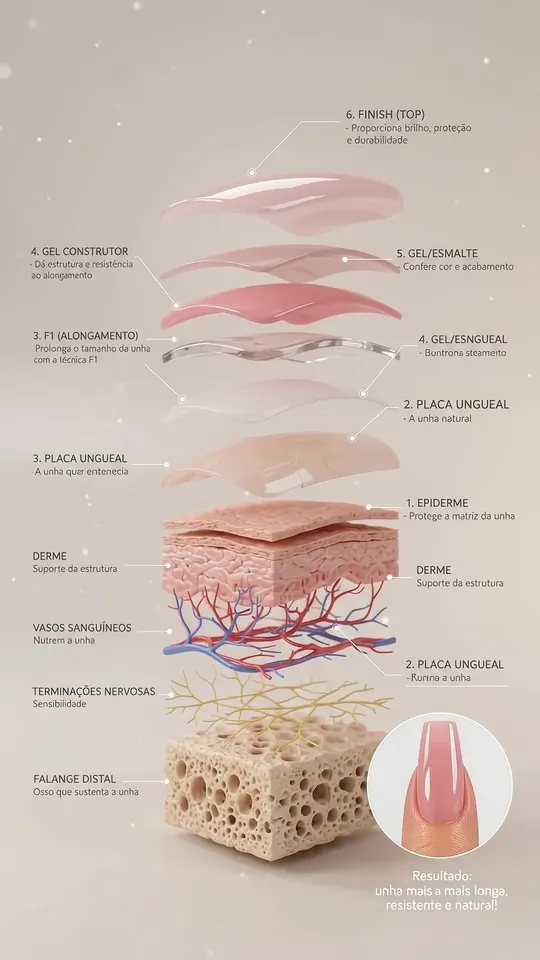 6. FINISH (TOP)
- Proporciona brilho, proteção
e durabilidade
4. GEL CONSTRUTOR
- Dá estrutura e resistência
ao alongamento
5. GEL/ESMALTE
- Confere cor e acabamento
3. F1 (ALONGAMENTO)
Prolonga o tamanho da unha
com a técnica F1
4. GEL/ESNGUEAL
- Buntrona steamento
2. PLACA UNGUEAL
- A unha natural
3. PLACA UNGUEAL
A unha quer entenecia
1. EPIDERME
- Protege a matriz da unha
DERME
Suporte da estrutura
DERME
Suporte da estrutura
VASOS SANGUÍNEOS
Nutrem a unha
2. PLACA UNGUEAL
- a unha
TERMINAÇÕES NERVOSAS
Sensibilidade
FALANGE DISTAL
Osso que sustenta a unha
Resultado:
unha mais a mais longa,
resistente e natural!